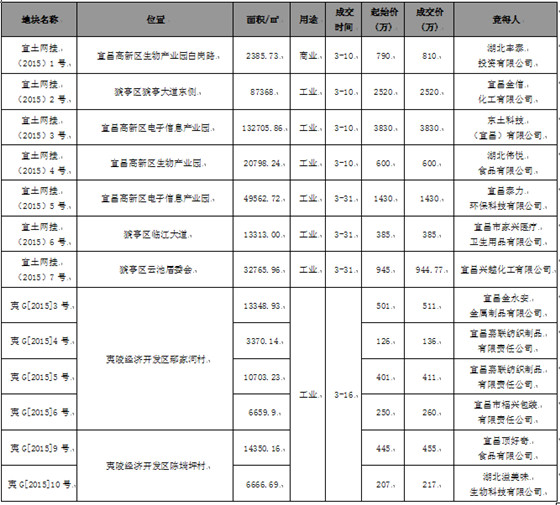 地块名称 位置 面积/㎡ 用途 成交时间 起始价(万) 成交价(万) 竞得人
宜土网挂(2015)1号 宜昌高新区生物产业园白岗路 2385.73 商业 3-10 790 810 湖北丰泰投资有限公司
宜土网挂(2015)2号 猇亭区猇亭大道东侧 87368 工业 3-10 2520 2520 宜昌金信化工有限公司
宜土网挂(2015)3号 宜昌高新区电子信息产业园 132705.86 工业 3-10 3830 3830 东土科技(宜昌)有限公司
宜土网挂(2015)4号 宜昌高新区生物产业园 20798.24 工业 3-10 600 600 湖北伟悦食品有限公司
宜土网挂(2015)5号 宜昌高新区电子信息产业园 49562.72 工业 3-31 1430 1430 宜昌泰力环保科技有限公司
宜土网挂(2015)6号 猇亭区临江大道 13313.00 工业 3-31 385 385 宜昌市家兴医疗卫生用品有限公司
宜土网挂(2015)7号 猇亭区云池居委会 32765.96 工业 3-31 945 944.77 宜昌兴越化工有限公司
夷G[2015]3号 夷陵经济开发区鄢家河村 13348.93 工业 3-16 501 511 宜昌金永安金属制品有限公司
夷G[2015]4号 3370.14 126 136 宜昌嘉联纺织制品有限责任公司
夷G[2015]5号 10703.23 401 411 宜昌嘉联纺织制品有限责任公司
夷G[2015]6号 6659.9 250 260 宜昌市福兴包装有限责任公司
夷G[2015]9号 夷陵经济开发区陈瑞坪村 14350.16 445 455 宜昌顶好奇食品有限公司
夷G[2015]10号 6666.69 207 217 湖北滋美味生物科技有限公司